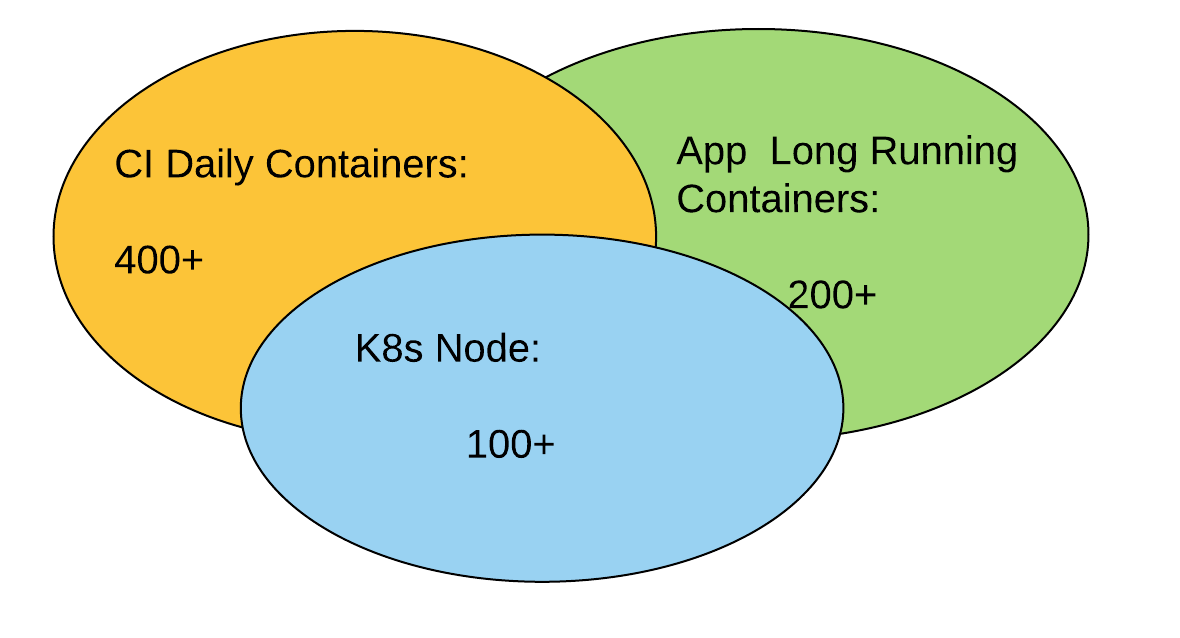 CI Daily Containers:
400+
App  Long Running
Containers:
200+
K8s Node:
100+